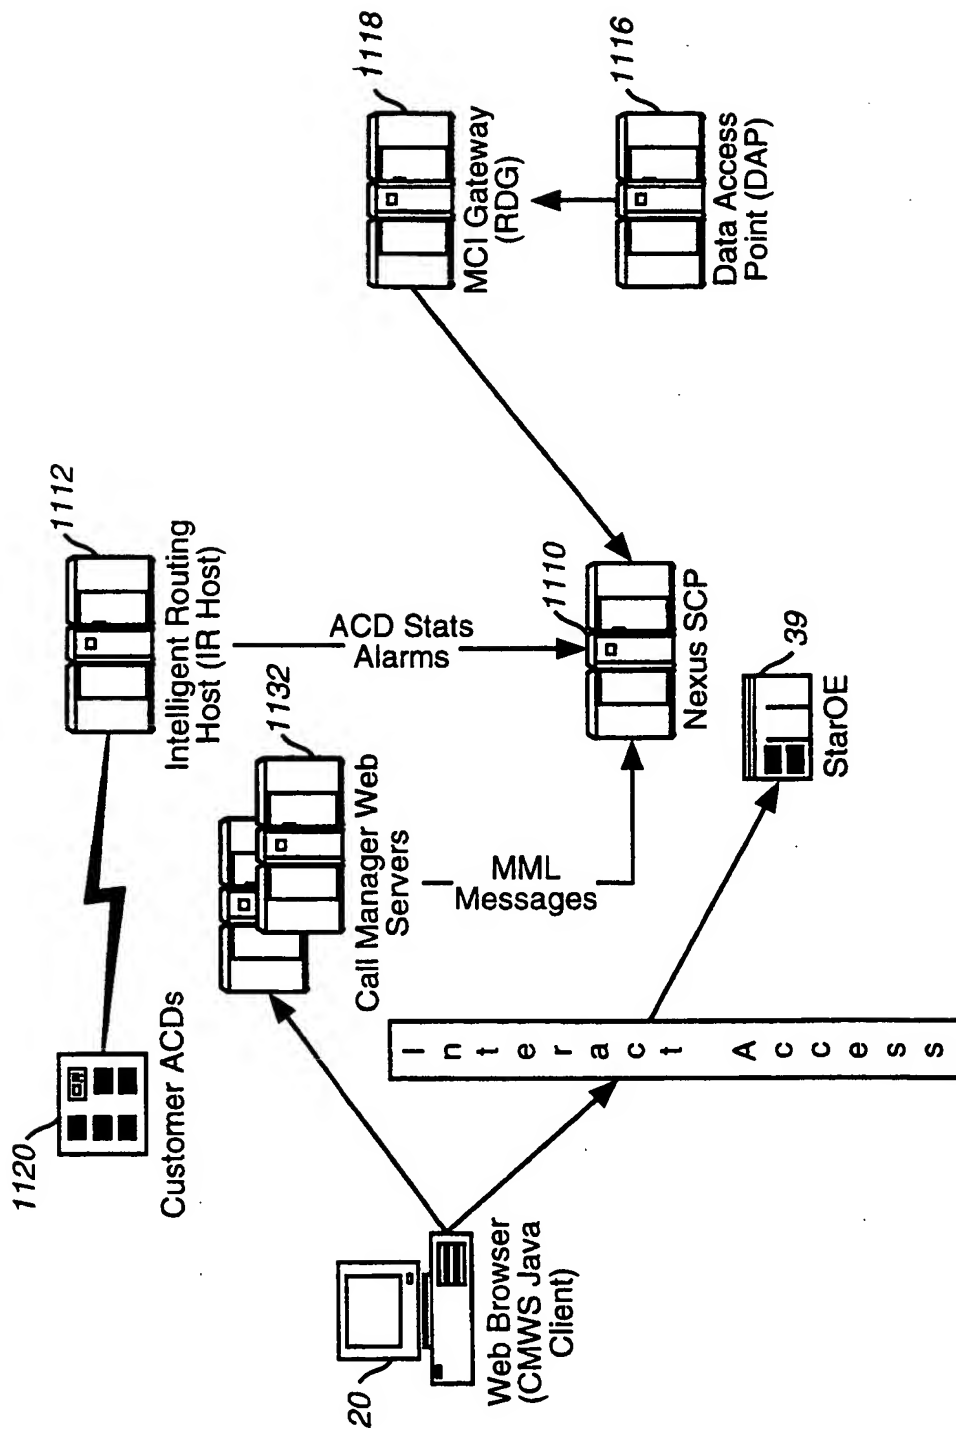 1120
Customer ACDs
1112
Intelligent Routing
Host (IR Host)
1118
MCI Gateway
(RDG)
1116
Data Access
Point (DAP)
ACD Stats
Alarms
1132
Call Manager Web
Servers
MML
Messages
1110
Nexus SCP
39
StarOE
Interact Access
20
Web Browser
(CMWS Java
Client)